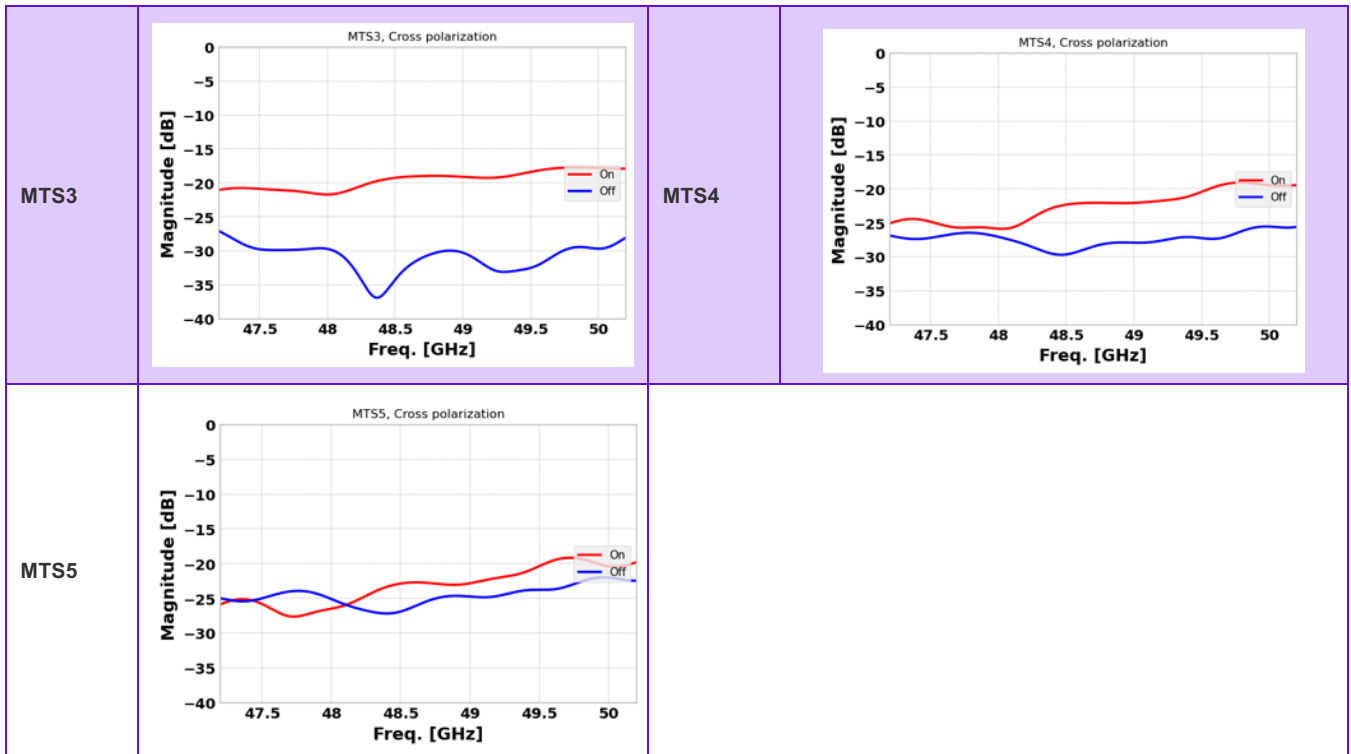 MTS3
MTS3, Cross polarization
Magnitude [dB]
0
−5
−10
−15
−20
−25
−30
−35
−40
On
Off
47.5 48 48.5 49 49.5 50
Freq. [GHz]
MTS4
MTS4, Cross polarization
Magnitude [dB]
0
−5
−10
−15
−20
−25
−30
−35
−40
On
Off
47.5 48 48.5 49 49.5 50
Freq. [GHz]
MTS5
MTS5, Cross polarization
Magnitude [dB]
0
−5
−10
−15
−20
−25
−30
−35
−40
On
Off
47.5 48 48.5 49 49.5 50
Freq. [GHz]